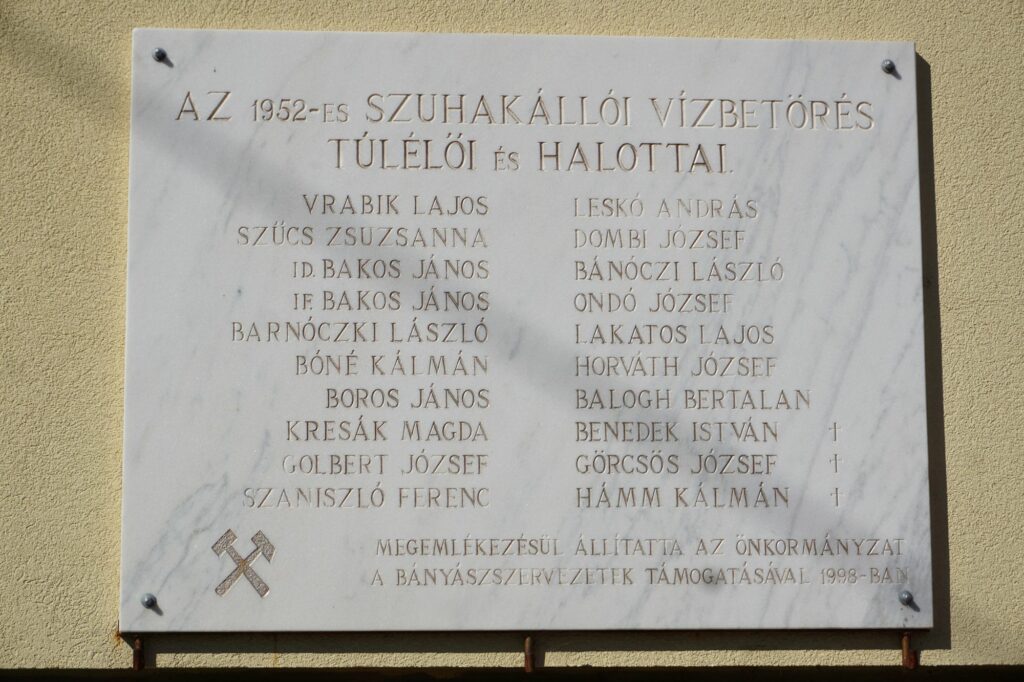 AZ 1952-ES SZUHAKÁLLÓI VÍZBETÖRÉS
TÚLÉLŐI ÉS HALOTTAI.
VRABIK LAJOS
SZŰCS ZSUZSANNA
ID. BAKOS JÁNOS
IF. BAKOS JÁNOS
BARNÓCZKI LÁSZLÓ
BÓNÉ KÁLMÁN
BOROS JÁNOS
KRESÁK MAGDA
GOLBERT JÓZSEF
SZANISZLÓ FERENC
LESKÓ ANDRÁS
DOMBI JÓZSEF
BÁNÓCZI LÁSZLÓ
ONDÓ JÓZSEF
LAKATOS LAJOS
HORVÁTH JÓZSEF
BALOGH BERTALAN
BENEDEK ISTVÁN †
GÖRCSÖS JÓZSEF †
HÁMM KÁLMÁN †
MEGEMLÉKEZÉSÜL ÁLLÍTATTA AZ ÖNKORMÁNYZAT
A BÁNYÁSZSZERVEZETEK TÁMOGATÁSÁVAL 1998-BAN